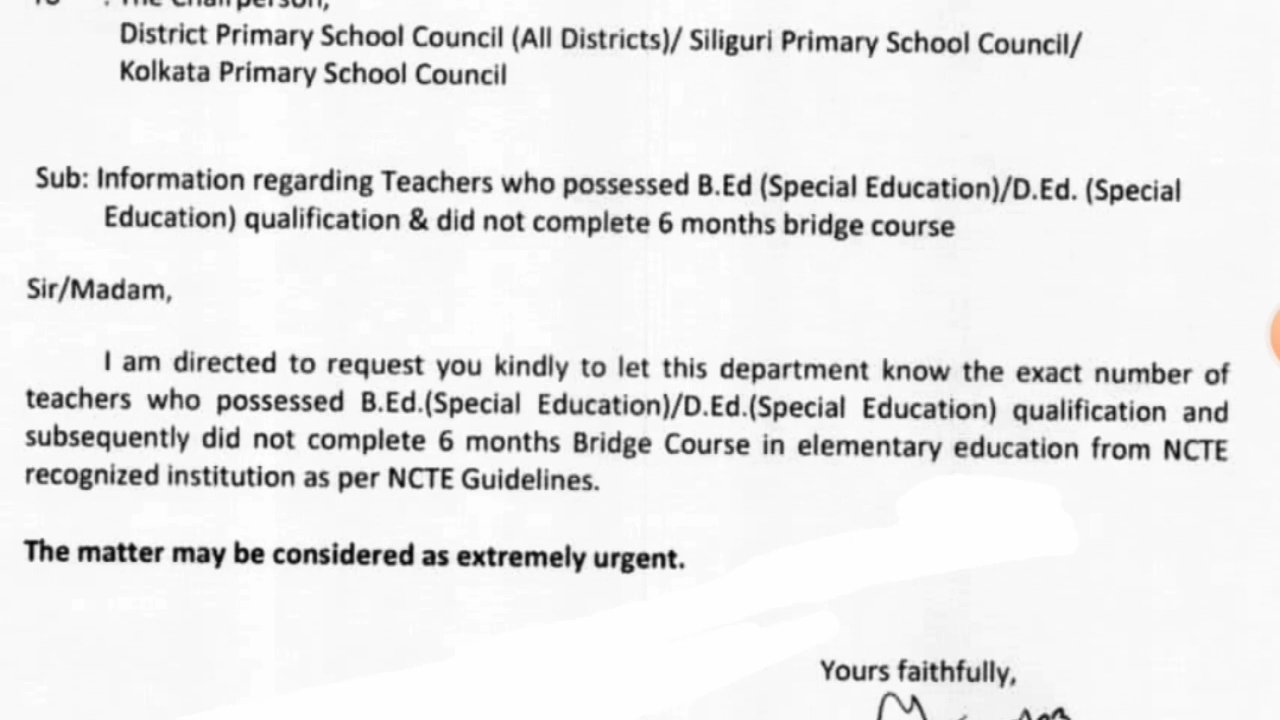 : The Chairperson,
District Primary School Council (All Districts)/ Siliguri Primary School Council/
Kolkata Primary School Council
Sub: Information regarding Teachers who possessed B.Ed (Special Education)/D.Ed. (Special
Education) qualification & did not complete 6 months bridge course
Sir/Madam,
I am directed to request you kindly to let this department know the exact number of
teachers who possessed B.Ed.(Special Education)/D.Ed.(Special Education) qualification and
subsequently did not complete 6 months Bridge Course in elementary education from NCTE
recognized institution as per NCTE Guidelines.
The matter may be considered as extremely urgent.
Yours faithfully,